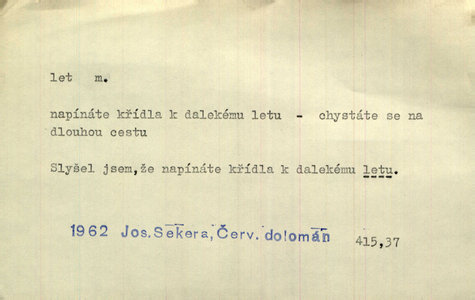 let m.
napínáte křídla k dalekému letu - chystáte se na
dlouhou cestu
Slyšel jsem,že napínáte křídla k dalekému letu.
1962 Jos. Sekera, Červ. dolomán 415,37